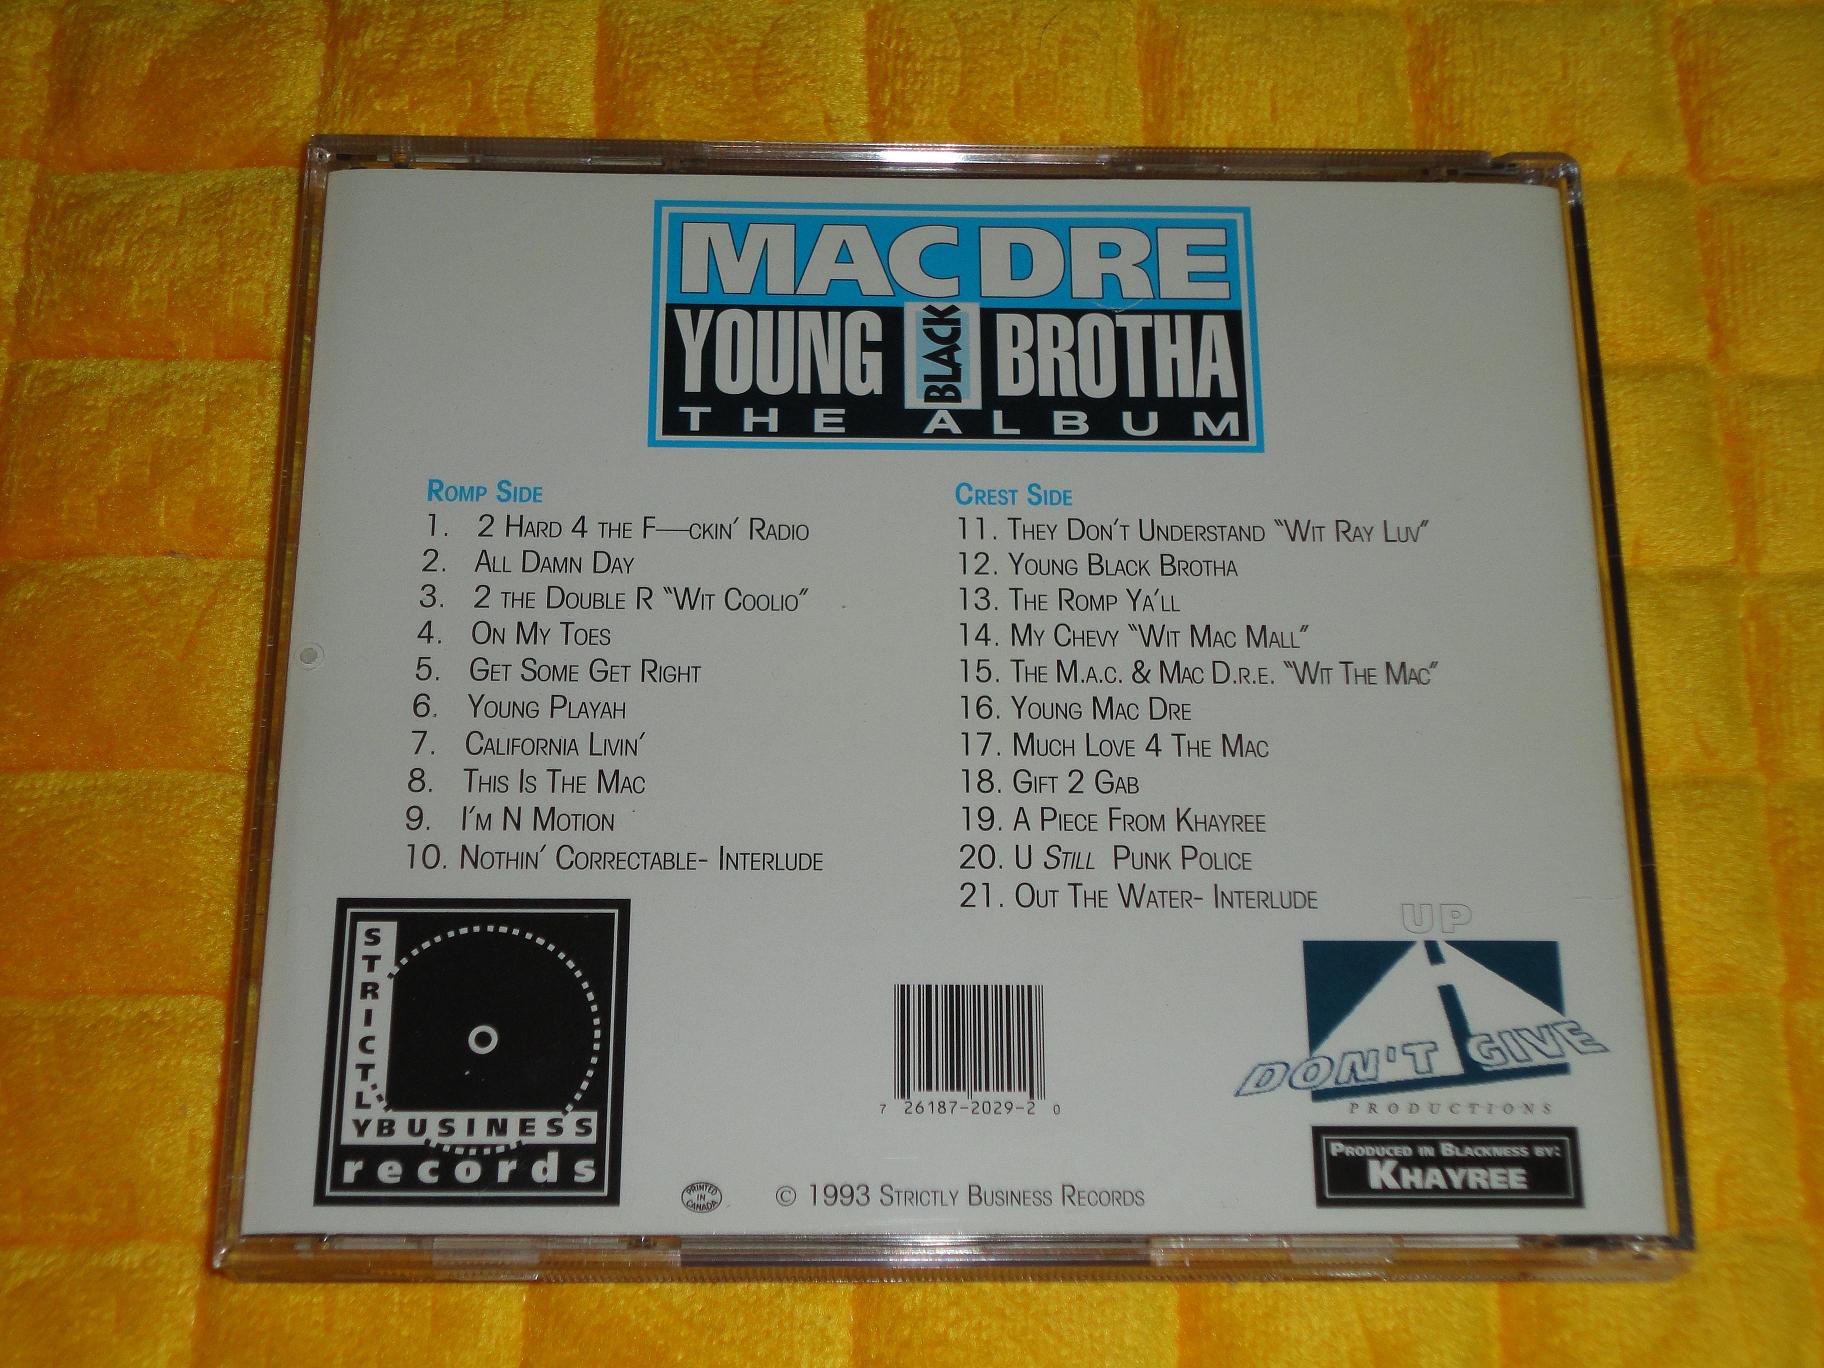 MAC DRE
YOUNG BLACK BROTHA
THE ALBUM
ROMP SIDE
1. 2 HARD 4 THE F—CKIN' RADIO
2. ALL DAMN DAY
3. 2 THE DOUBLE R "WIT COOLIO"
4. ON MY TOES
5. GET SOME GET RIGHT
6. YOUNG PLAYAH
7. CALIFORNIA LIVIN'
8. THIS IS THE MAC
9. I'M N MOTION
10. NOTHIN' CORRECTABLE- INTERLUDE
CREST SIDE
11. THEY DON'T UNDERSTAND "WIT RAY LUV"
12. YOUNG BLACK BROTHA
13. THE ROMP YA'LL
14. MY CHEVY "WIT MAC MALL"
15. THE M.A.C. & MAC D.R.E. "WIT THE MAC"
16. YOUNG MAC DRE
17. MUCH LOVE 4 THE MAC
18. GIFT 2 GAB
19. A PIECE FROM KHAYREE
20. U STILL PUNK POLICE
21. OUT THE WATER- INTERLUDE
STRICTLY BUSINESS
records
7 26187-2029-2 0
UP
DON'T GIVE
PRODUCTIONS
PRODUCED IN BLACKNESS BY:
KHAYREE
PRINTED
IN
CANADA
© 1993 STRICTLY BUSINESS RECORDS